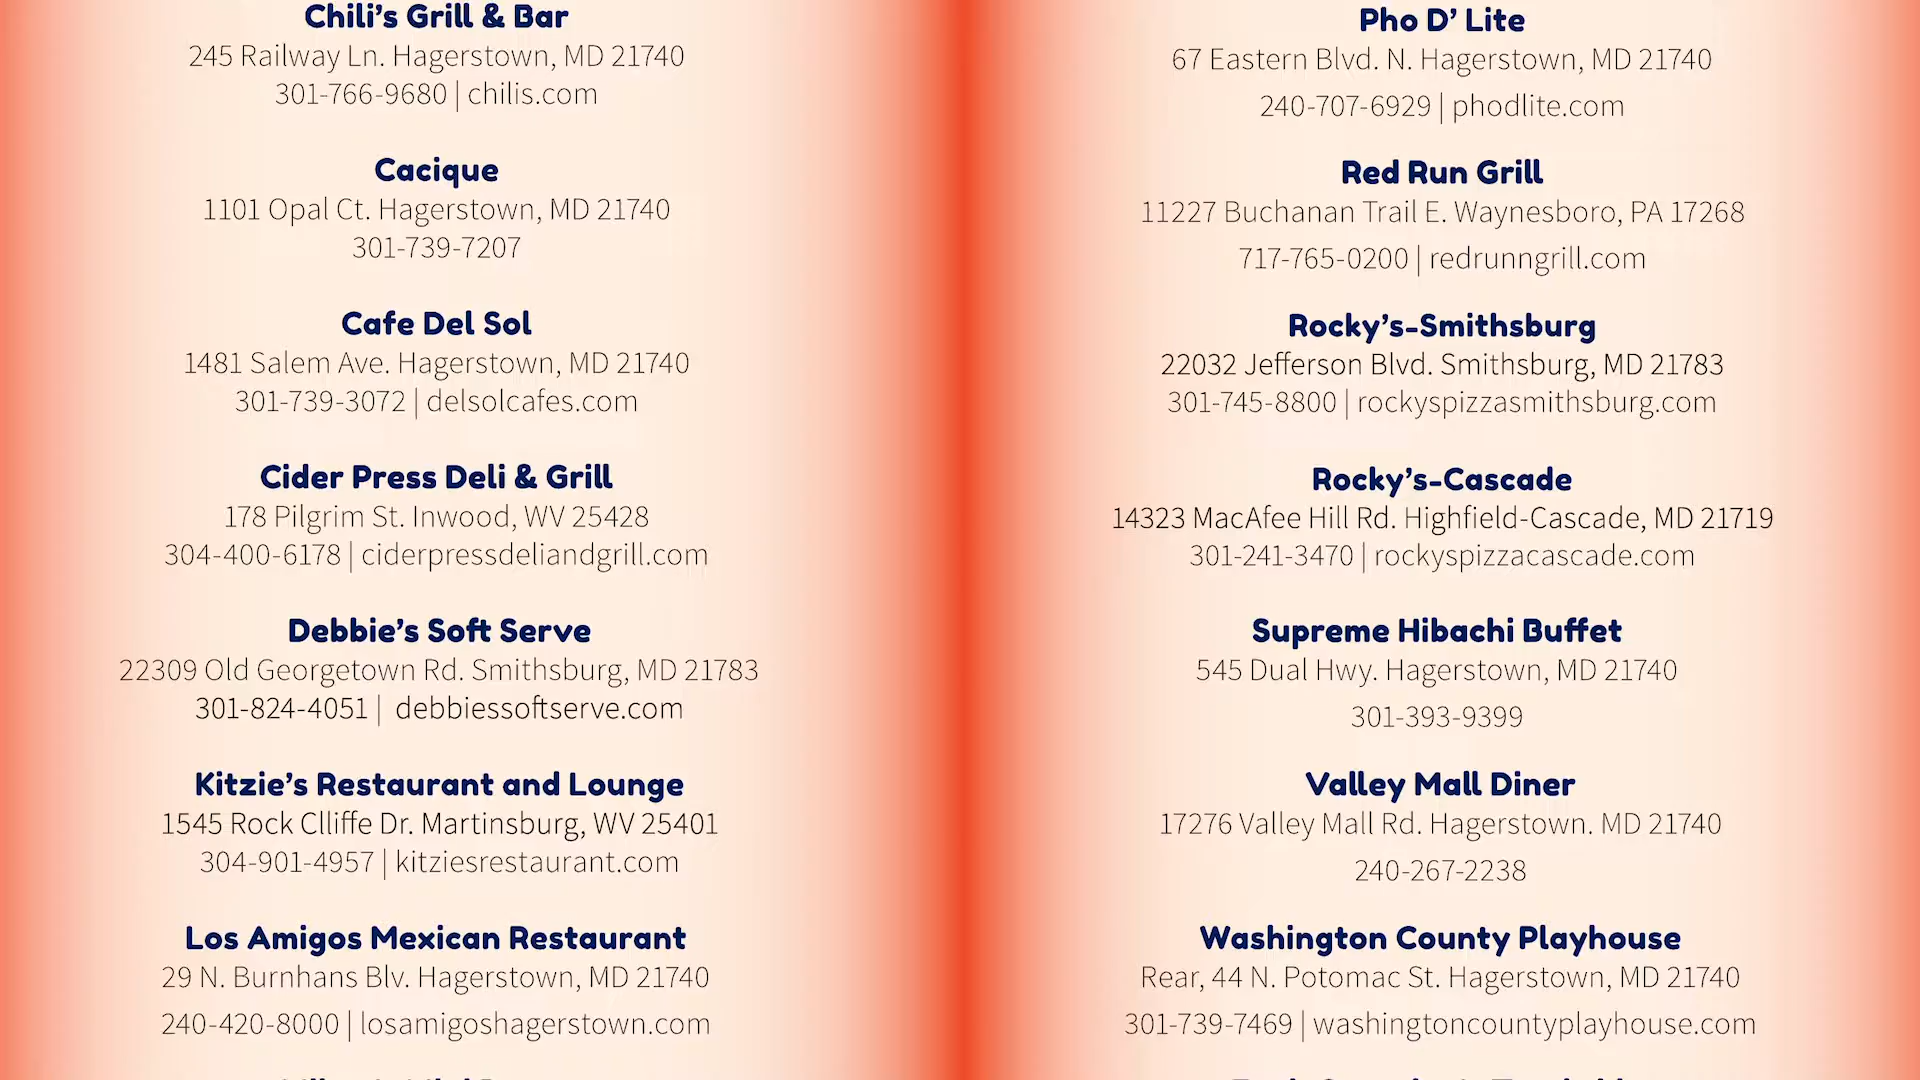 Chili's Grill & Bar
245 Railway Ln. Hagerstown, MD 21740
301-766-9680 | chilis.com
Cacique
1101 Opal Ct. Hagerstown, MD 21740
301-739-7207
Cafe Del Sol
1481 Salem Ave. Hagerstown, MD 21740
301-739-3072 | delsolcafes.com
Cider Press Deli & Grill
178 Pilgrim St. Inwood, WV 25428
304-400-6178 | ciderpressdeliandgrill.com
Debbie's Soft Serve
22309 Old Georgetown Rd. Smithsburg, MD 21783
301-824-4051 | debbiessoftserve.com
Kitzie's Restaurant and Lounge
1545 Rock Clliffe Dr. Martinsburg, WV 25401
304-901-4957 | kitziesrestaurant.com
Los Amigos Mexican Restaurant
29 N. Burnhans Blv. Hagerstown, MD 21740
240-420-8000 | losamigoshagerstown.com
Pho D' Lite
67 Eastern Blvd. N. Hagerstown, MD 21740
240-707-6929 | phodlite.com
Red Run Grill
11227 Buchanan Trail E. Waynesboro, PA 17268
717-765-0200 | redrunngrill.com
Rocky's-Smithsburg
22032 Jefferson Blvd. Smithsburg, MD 21783
301-745-8800 | rockyspizzasmithsburg.com
Rocky's-Cascade
14323 MacAfee Hill Rd. Highfield-Cascade, MD 21719
301-241-3470 | rockyspizzacascade.com
Supreme Hibachi Buffet
545 Dual Hwy. Hagerstown, MD 21740
301-393-9399
Valley Mall Diner
17276 Valley Mall Rd. Hagerstown. MD 21740
240-267-2238
Washington County Playhouse
Rear, 44 N. Potomac St. Hagerstown, MD 21740
301-739-7469 | washingtoncountyplayhouse.com